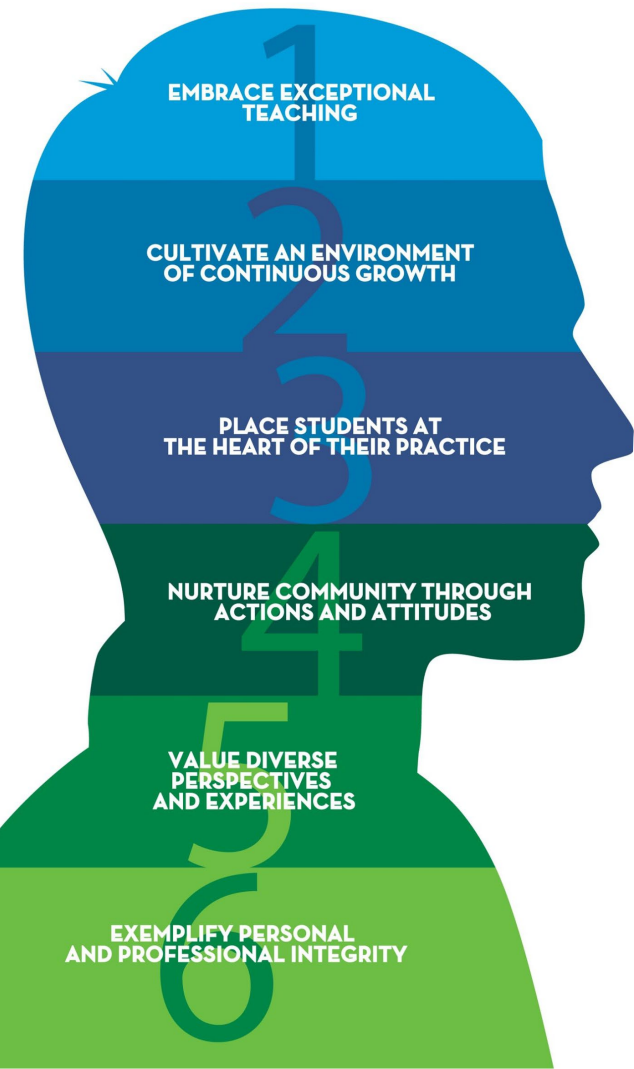 1
EMBRACE EXCEPTIONAL
TEACHING
2
CULTIVATE AN ENVIRONMENT
OF CONTINUOUS GROWTH
3
PLACE STUDENTS AT
THE HEART OF THEIR PRACTICE
4
NURTURE COMMUNITY THROUGH
ACTIONS AND ATTITUDES
5
VALUE DIVERSE
PERSPECTIVES
AND EXPERIENCES
6
EXEMPLIFY PERSONAL
AND PROFESSIONAL INTEGRITY